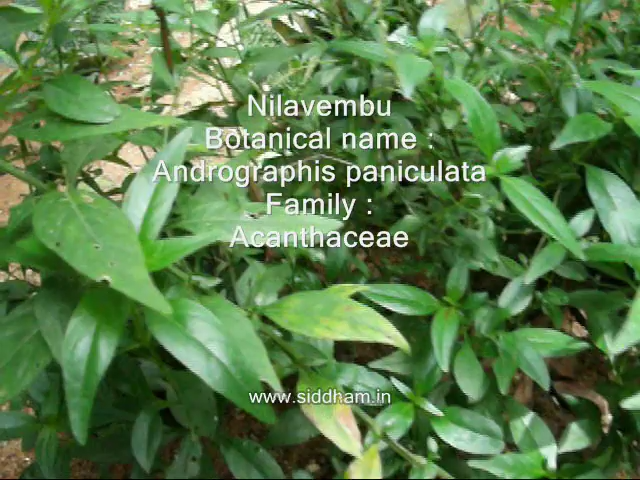 Nilavembu
Botanical name :
Andrographis paniculata
Family :
Acanthaceae
www.siddham.in